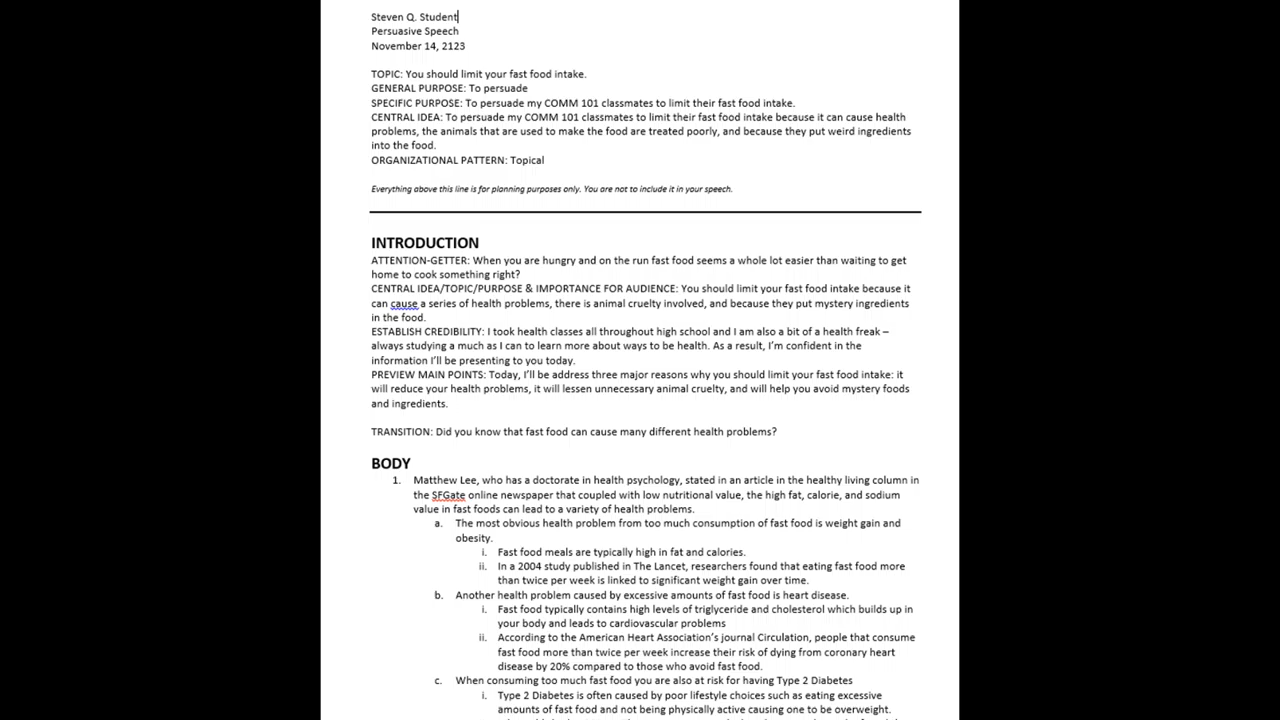 Steven Q. Student
Persuasive Speech
November 14, 2123
TOPIC: You should limit your fast food intake.
GENERAL PURPOSE: To persuade
SPECIFIC PURPOSE: To persuade my COMM 101 classmates to limit their fast food intake.
CENTRAL IDEA: To persuade my COMM 101 classmates to limit their fast food intake because it can cause health
problems, the animals that are used to make the food are treated poorly, and because they put weird ingredients
into the food.
ORGANIZATIONAL PATTERN: Topical
Everything above this line is for planning purposes only. You are not to include it in your speech.
INTRODUCTION
ATTENTION-GETTER: When you are hungry and on the run fast food seems a whole lot easier than waiting to get
home to cook something right?
CENTRAL IDEA/TOPIC/PURPOSE & IMPORTANCE FOR AUDIENCE: You should limit your fast food intake because it
can cause a series of health problems, there is animal cruelty involved, and because they put mystery ingredients
in the food.
ESTABLISH CREDIBILITY: I took health classes all throughout high school and I am also a bit of a health freak –
always studying a much as I can to learn more about ways to be health. As a result, I'm confident in the
information I'll be presenting to you today.
PREVIEW MAIN POINTS: Today, I'll be address three major reasons why you should limit your fast food intake: it
will reduce your health problems, it will lessen unnecessary animal cruelty, and will help you avoid mystery foods
and ingredients.
TRANSITION: Did you know that fast food can cause many different health problems?
BODY
1. Matthew Lee, who has a doctorate in health psychology, stated in an article in the healthy living column in
the SFGate online newspaper that coupled with low nutritional value, the high fat, calorie, and sodium
value in fast foods can lead to a variety of health problems.
a. The most obvious health problem from too much consumption of fast food is weight gain and
obesity.
i. Fast food meals are typically high in fat and calories.
ii. In a 2004 study published in The Lancet, researchers found that eating fast food more
than twice per week is linked to significant weight gain over time.
b. Another health problem caused by excessive amounts of fast food is heart disease.
i. Fast food typically contains high levels of triglyceride and cholesterol which builds up in
your body and leads to cardiovascular problems
ii. According to the American Heart Association's journal Circulation, people that consume
fast food more than twice per week increase their risk of dying from coronary heart
disease by 20% compared to those who avoid fast food.
c. When consuming too much fast food you are also at risk for having Type 2 Diabetes
i. Type 2 Diabetes is often caused by poor lifestyle choices such as eating excessive
amounts of fast food and not being physically active causing one to be overweight.